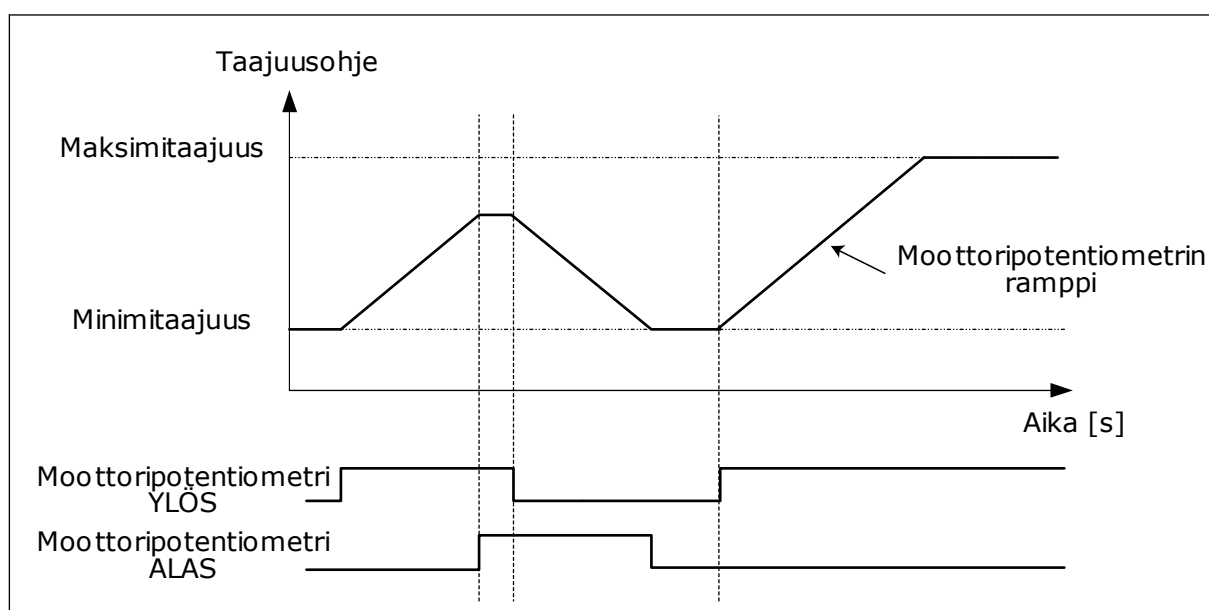 Taajuusohje
Maksimitaajuus
Moottoripotentiometrin
ramppi
Minimitaajuus
Aika [s]
Moottoripotentiometri
YLÖS
Moottoripotentiometri
ALAS